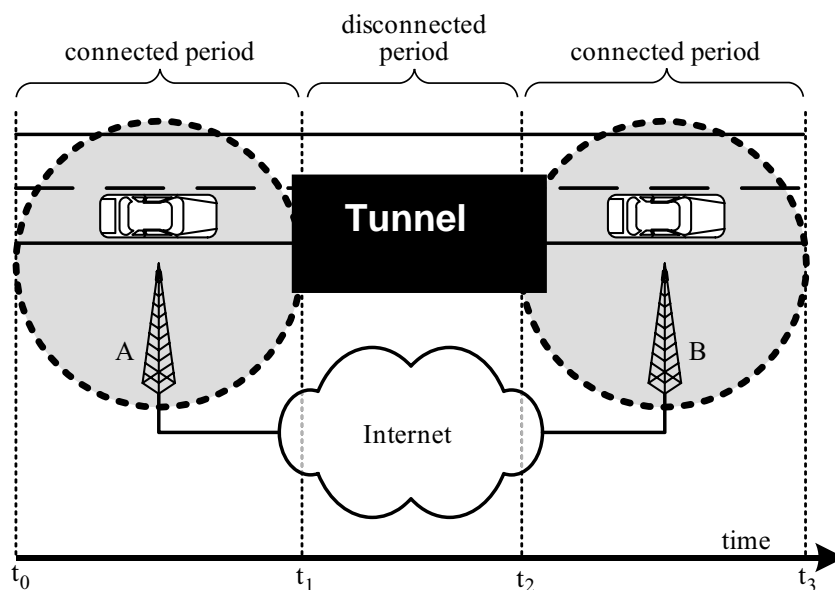 disconnected
connected period period connected period
Tunnel
A B
Internet
time
t₀ t₁ t₂ t₃